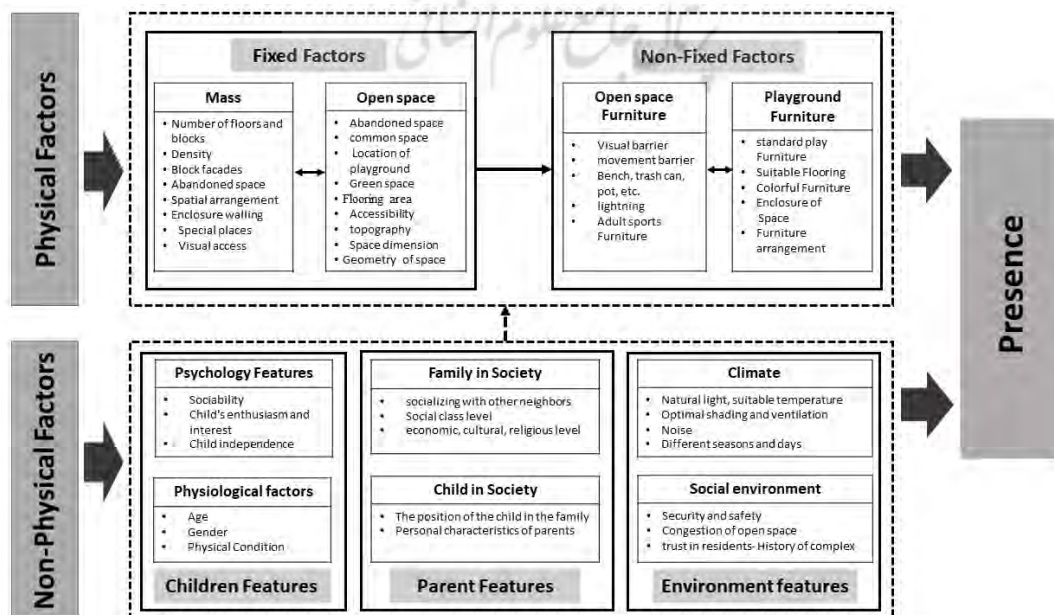 پرتال جامع علوم انسانی
Physical Factors
Fixed Factors
Mass
• Number of floors and
blocks
• Density
• Block facades
• Abandoned space
• Spatial arrangement
• Enclosure walling
Special places
Visual access
Open space
• Abandoned space
• common space
• Location of
playground
• Green space
• Flooring area
• Accessibility
• topography
• Space dimension
• Geometry of space
Non-Fixed Factors
Open space
Furniture
• Visual barrier
• movement barrier
• Bench, trash can,
pot, etc.
• lightning
• Adult sports
Furniture
Playground
Furniture
• standard play
Furniture
• Suitable Flooring
• Colorful Furniture
• Enclosure of
Space
• Furniture
arrangement
Presence
Non-Physical Factors
Psychology Features
• Sociability
• Child's enthusiasm and
interest
• Child independence
Physiological factors
• Age
• Gender
• Physical Condition
Children Features
Family in Society
• socializing with other neighbors
• Social class level
• economic, cultural, religious level
Child in Society
• The position of the child in the family
• Personal characteristics of parents
Parent Features
Climate
• Natural light, suitable temperature
• Optimal shading and ventilation
• Noise
• Different seasons and days
Social environment
• Security and safety
• Congestion of open space
• trust in residents- History of complex
Environment features